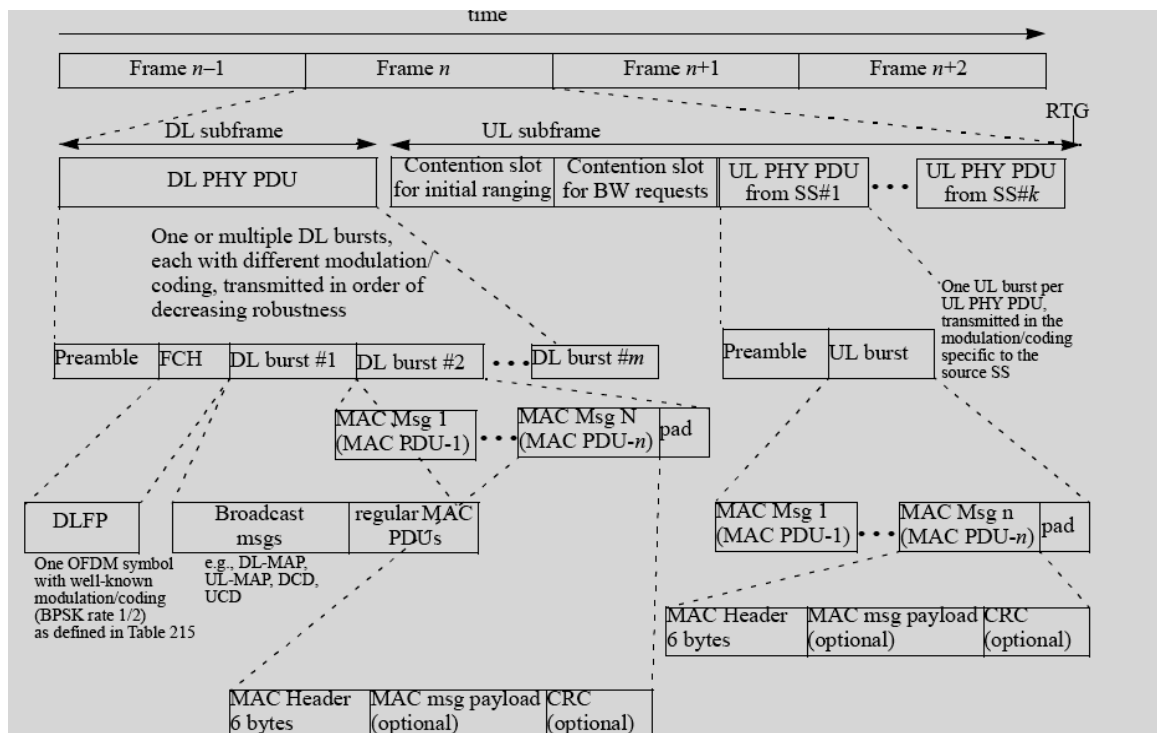 time
Frame n–1
Frame n
Frame n+1
Frame n+2
RTG
DL subframe
UL subframe
DL PHY PDU
Contention slot
for initial ranging
Contention slot
for BW requests
UL PHY PDU
from SS#1
•••
UL PHY PDU
from SS#k
One or multiple DL bursts,
each with different modulation/
coding, transmitted in order of
decreasing robustness
One UL burst per
UL PHY PDU,
transmitted in the
modulation/coding
specific to the
source SS
Preamble
FCH
DL burst #1
DL burst #2
•••
DL burst #m
Preamble
UL burst
MAC Msg 1
(MAC PDU-1)
•••
MAC Msg N
(MAC PDU-n)
pad
DLFP
Broadcast
msgs
regular MAC
PDUs
MAC Msg 1
(MAC PDU-1)
•••
MAC Msg n
(MAC PDU-n)
pad
One OFDM symbol
with well-known
modulation/coding
(BPSK rate 1/2)
as defined in Table 215
e.g., DL-MAP,
UL-MAP, DCD,
UCD
MAC Header
6 bytes
MAC msg payload
(optional)
CRC
(optional)
MAC Header
6 bytes
MAC msg payload
(optional)
CRC
(optional)